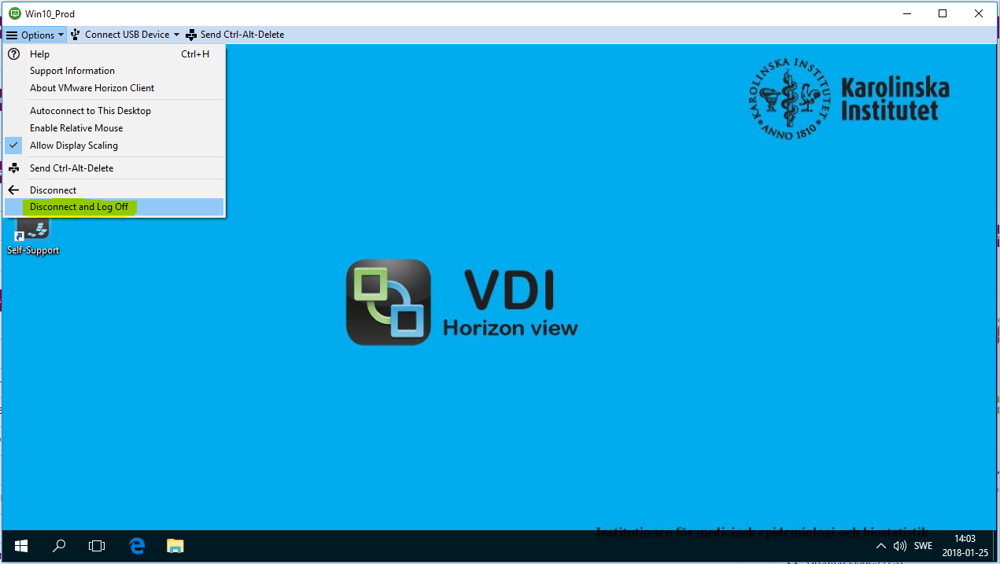 Win10_Prod
Options Connect USB Device Send Ctrl-Alt-Delete
Help Ctrl+H
Support Information
About VMware Horizon Client
Autoconnect to This Desktop
Enable Relative Mouse
Allow Display Scaling
Send Ctrl-Alt-Delete
Disconnect
Disconnect and Log Off
Self-Support
KAROLINSKA INSTITUTET
ANNO 1810
Karolinska
Institutet
VDI
Horizon view
Institutionen för medicinsk epidemiologi och biostatistik
SWE
14:03
2018-01-25